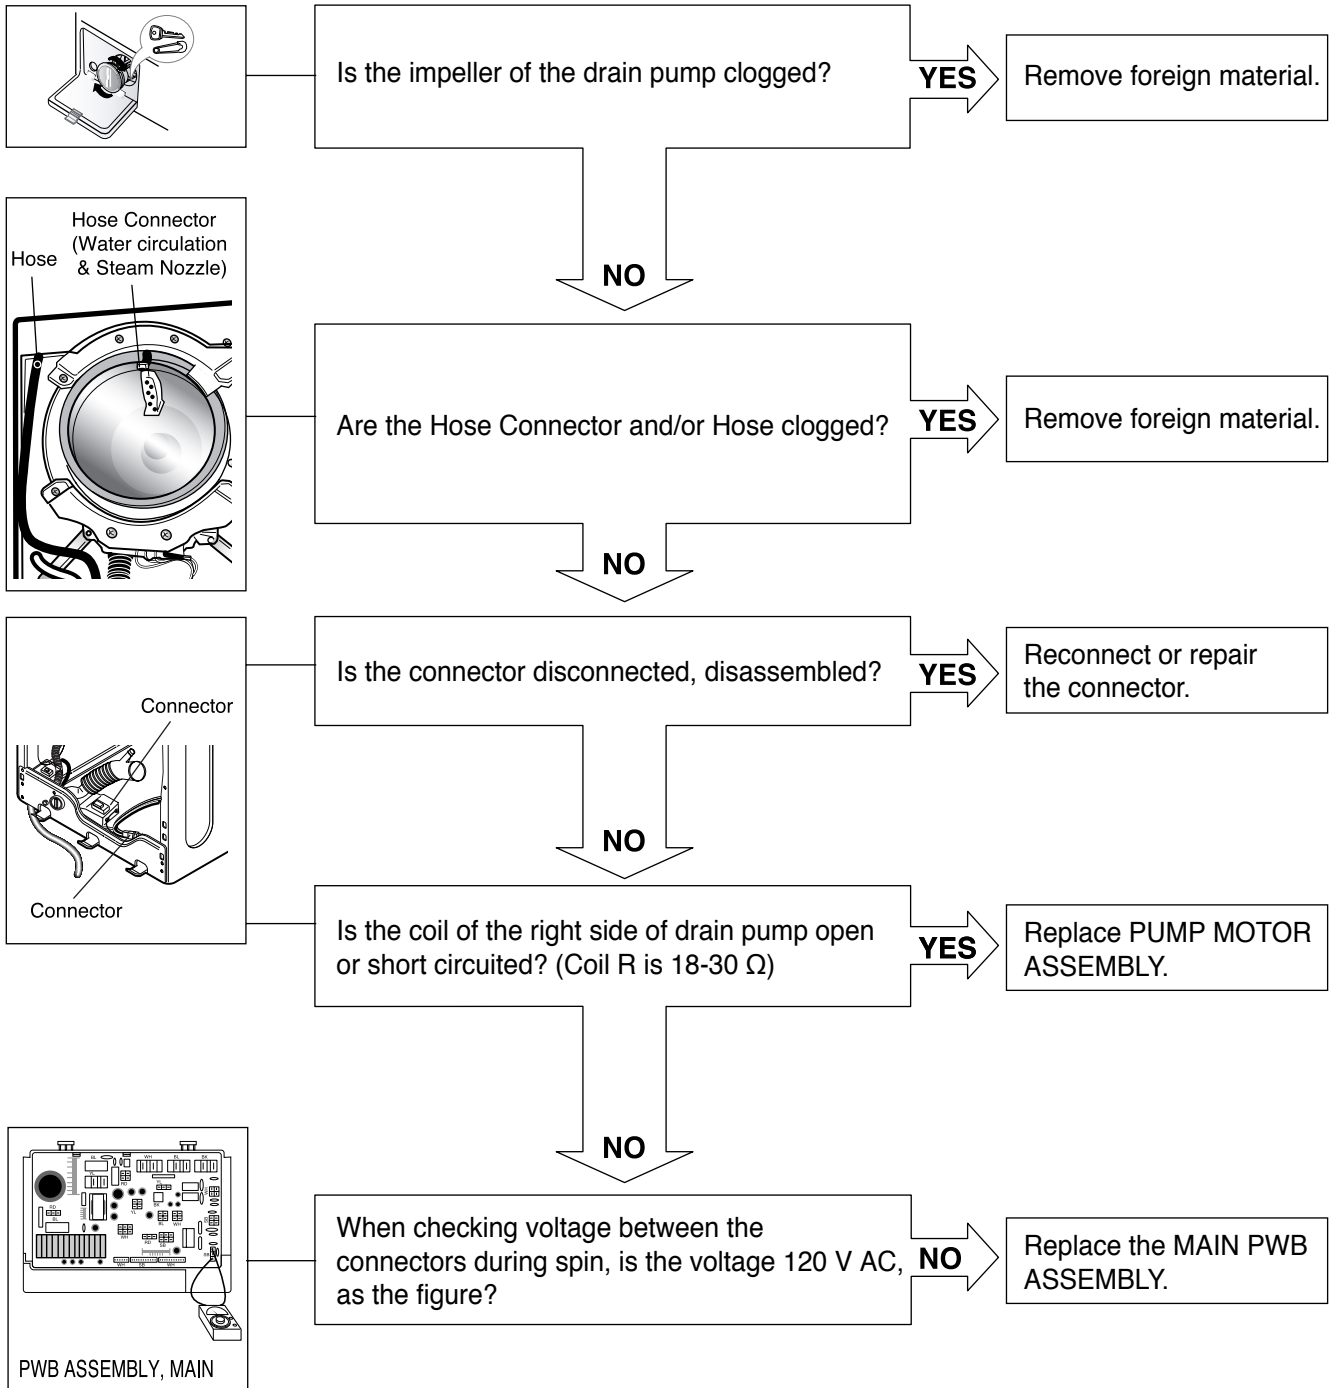 Is the impeller of the drain pump clogged?
YES
Remove foreign material.
NO
Hose Connector
(Water circulation
& Steam Nozzle)
Hose
Are the Hose Connector and/or Hose clogged?
YES
Remove foreign material.
NO
Is the connector disconnected, disassembled?
YES
Reconnect or repair
the connector.
Connector
Connector
NO
Is the coil of the right side of drain pump open
or short circuited? (Coil R is 18-30 Ω)
YES
Replace PUMP MOTOR
ASSEMBLY.
NO
When checking voltage between the
connectors during spin, is the voltage 120 V AC,
as the figure?
NO
Replace the MAIN PWB
ASSEMBLY.
PWB ASSEMBLY, MAIN